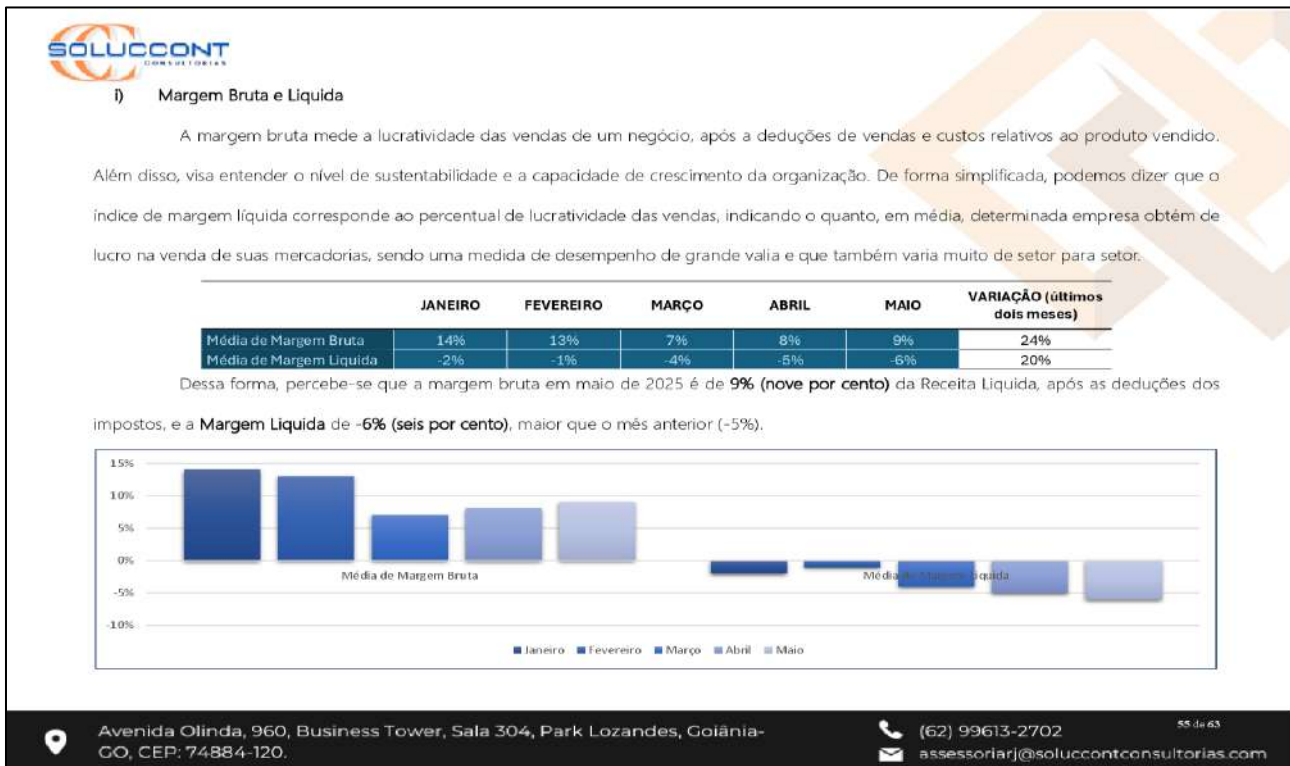 SOLUCCONT
CONSULTORIAS
i) Margem Bruta e Liquida
A margem bruta mede a lucratividade das vendas de um negócio, após a deduções de vendas e custos relativos ao produto vendido.
Além disso, visa entender o nível de sustentabilidade e a capacidade de crescimento da organização. De forma simplificada, podemos dizer que o
índice de margem líquida corresponde ao percentual de lucratividade das vendas, indicando o quanto, em média, determinada empresa obtém de
lucro na venda de suas mercadorias, sendo uma medida de desempenho de grande valia e que também varia muito de setor para setor.
JANEIRO FEVEREIRO MARÇO ABRIL MAIO VARIAÇÃO (últimos
dois meses)
Média de Margem Bruta 14% 13% 7% 8% 9% 24%
Média de Margem Liquida -2% -1% -4% -5% -6% 20%
Dessa forma, percebe-se que a margem bruta em maio de 2025 é de 9% (nove por cento) da Receita Liquida, após as deduções dos
impostos, e a Margem Liquida de -6% (seis por cento), maior que o mês anterior (-5%).
15%
10%
5%
0%
Média de Margem Bruta Média de Margem Liquida
-5%
-10%
Janeiro Fevereiro Março Abril Maio
Avenida Olinda, 960, Business Tower, Sala 304, Park Lozandes, Goiânia-
GO, CEP: 74884-120.
(62) 99613-2702
55 de 63
assessoriarj@soluccontconsultorias.com